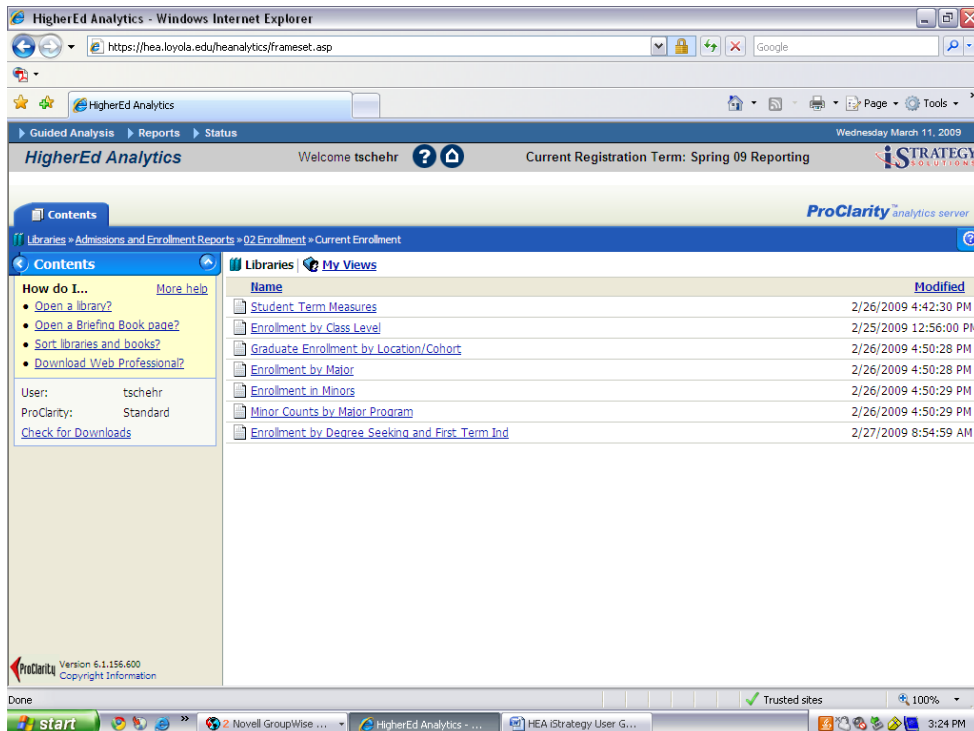 HigherEd Analytics - Windows Internet Explorer
https://hea.loyola.edu/heanalytics/frameset.asp
Google
HigherEd Analytics
Page
Tools
Guided Analysis Reports Status
Wednesday March 11, 2009
HigherEd Analytics
Welcome tschehr
Current Registration Term: Spring 09 Reporting
iSTRATEGY
SOLUTIONS
Contents
ProClarity™ analytics server
Libraries » Admissions and Enrollment Reports » 02 Enrollment » Current Enrollment
Contents
Libraries | My Views
How do I... More help
• Open a library?
• Open a Briefing Book page?
• Sort libraries and books?
• Download Web Professional?
User: tschehr
ProClarity: Standard
Check for Downloads
Name Modified
Student Term Measures 2/26/2009 4:42:30 PM
Enrollment by Class Level 2/25/2009 12:56:00 PM
Graduate Enrollment by Location/Cohort 2/26/2009 4:50:28 PM
Enrollment by Major 2/26/2009 4:50:28 PM
Enrollment in Minors 2/26/2009 4:50:29 PM
Minor Counts by Major Program 2/26/2009 4:50:29 PM
Enrollment by Degree Seeking and First Term Ind 2/27/2009 8:54:59 AM
ProClarity
Version 6.1.156.600
Copyright Information
Done
Trusted sites
100%
start
2 Novell GroupWise ...
HigherEd Analytics - ...
HEA iStrategy User G...
3:24 PM